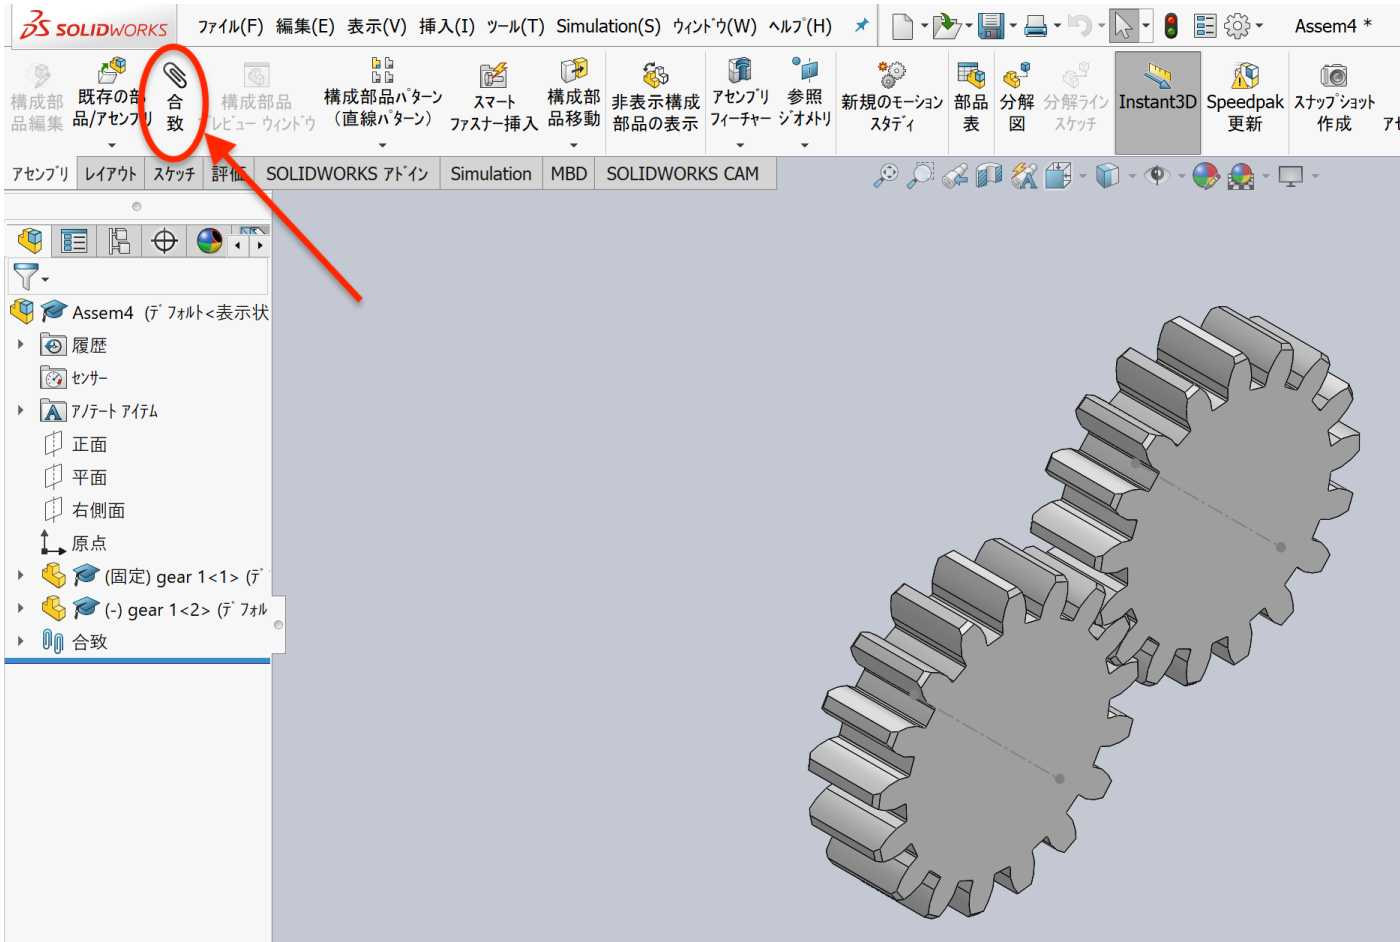 SOLIDWORKS ファイル(F) 編集(E) 表示(V) 挿入(I) ツール(T) Simulation(S) ウィンドウ(W) ヘルプ(H) Assem4 *
構成部
品編集
既存の部
品/アセンブリ
合
致
構成部品
プレビュー ウィンドウ
構成部品パターン
(直線パターン)
スマート
ファスナー挿入
構成部
品移動
非表示構成
部品の表示
アセンブリ
フィーチャー
参照
ジオメトリ
新規のモーション
スタディ
部品
表
分解
図
分解ライン
スケッチ
Instant3D
Speedpak
更新
スナップショット
作成
アセンブリ レイアウト スケッチ 評価 SOLIDWORKS アドイン Simulation MBD SOLIDWORKS CAM
Assem4 (デフォルト<表示状
履歴
センサー
アノテート アイテム
正面
平面
右側面
原点
(固定) gear 1<1> (デ
(-) gear 1<2> (デフォル
合致